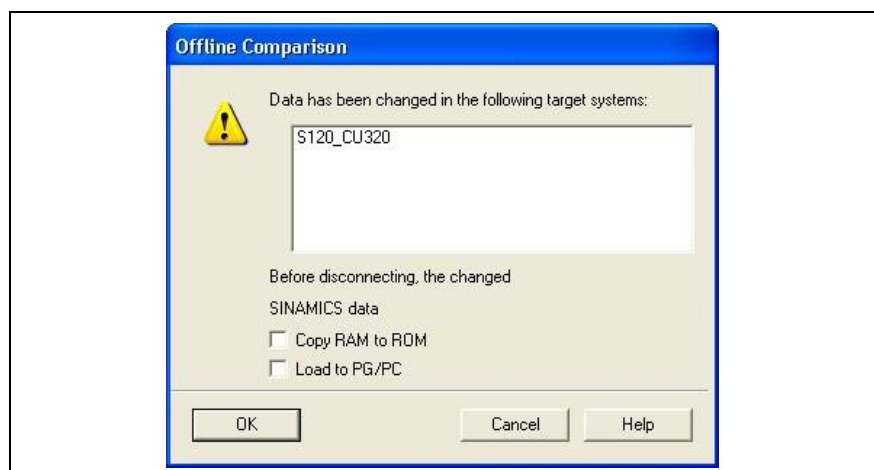 Offline Comparison
Data has been changed in the following target systems:
S120_CU320
Before disconnecting, the changed
SINAMICS data
Copy RAM to ROM
Load to PG/PC
OK Cancel Help